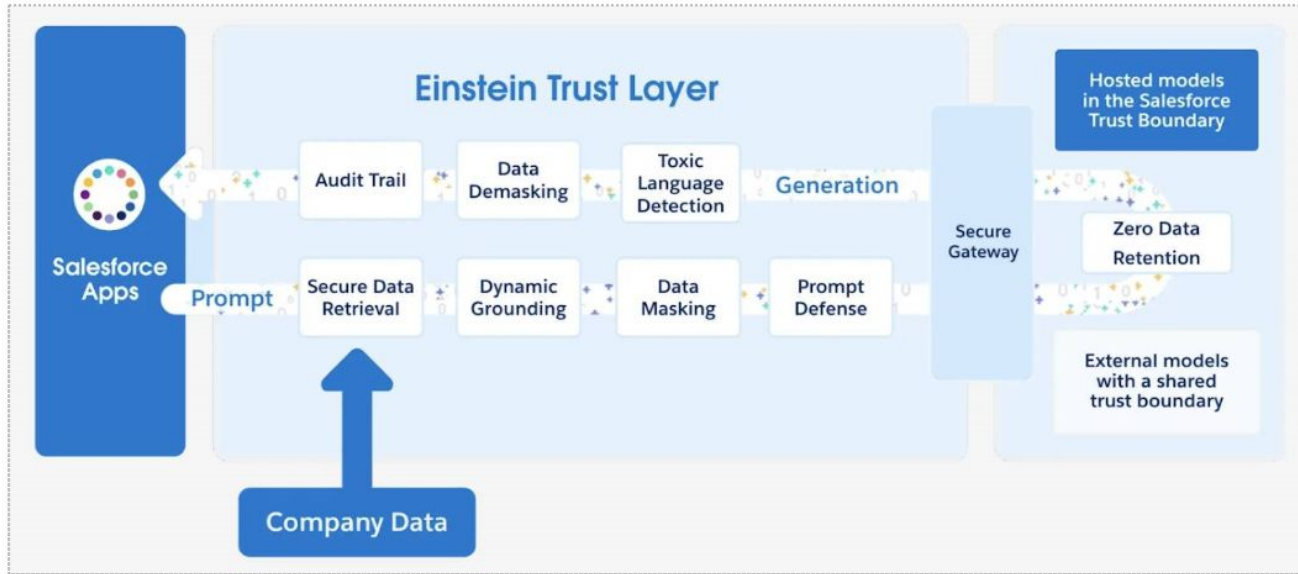 Einstein Trust Layer
Hosted models
in the Salesforce
Trust Boundary
Salesforce
Apps
Audit Trail
Data
Demasking
Toxic
Language
Detection
Generation
Secure
Gateway
Zero Data
Retention
Prompt
Secure Data
Retrieval
Dynamic
Grounding
Data
Masking
Prompt
Defense
External models
with a shared
trust boundary
Company Data